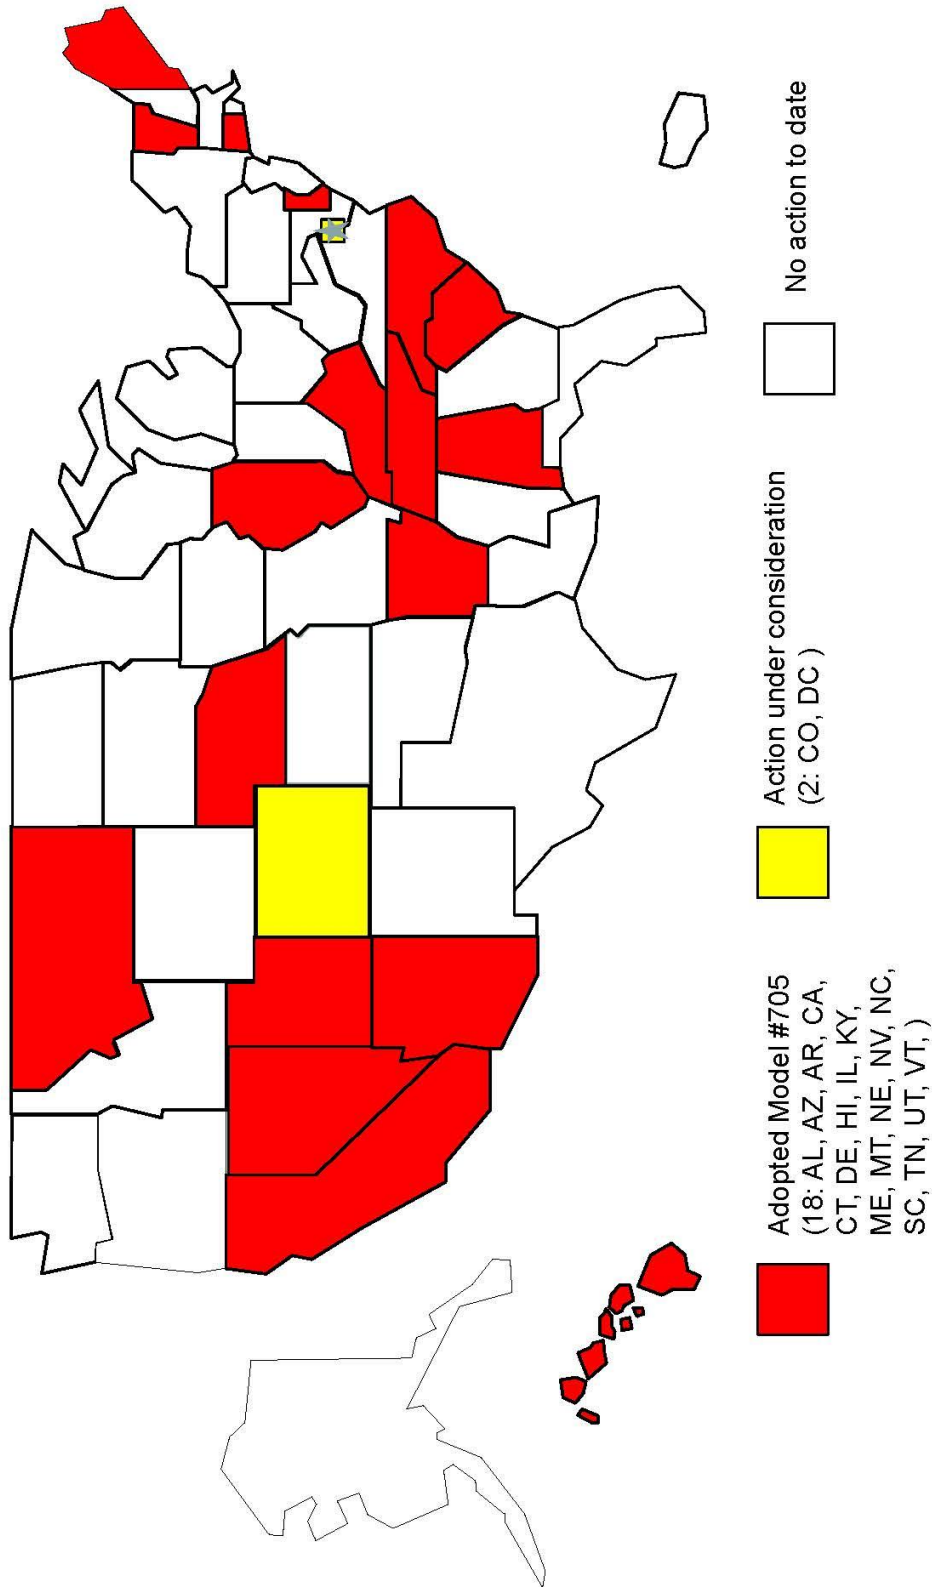 Adopted Model #705
(18: AL, AZ, AR, CA,
CT, DE, HI, IL, KY,
ME, MT, NE, NV, NC,
SC, TN, UT, VT, )
Action under consideration
(2: CO, DC )
No action to date